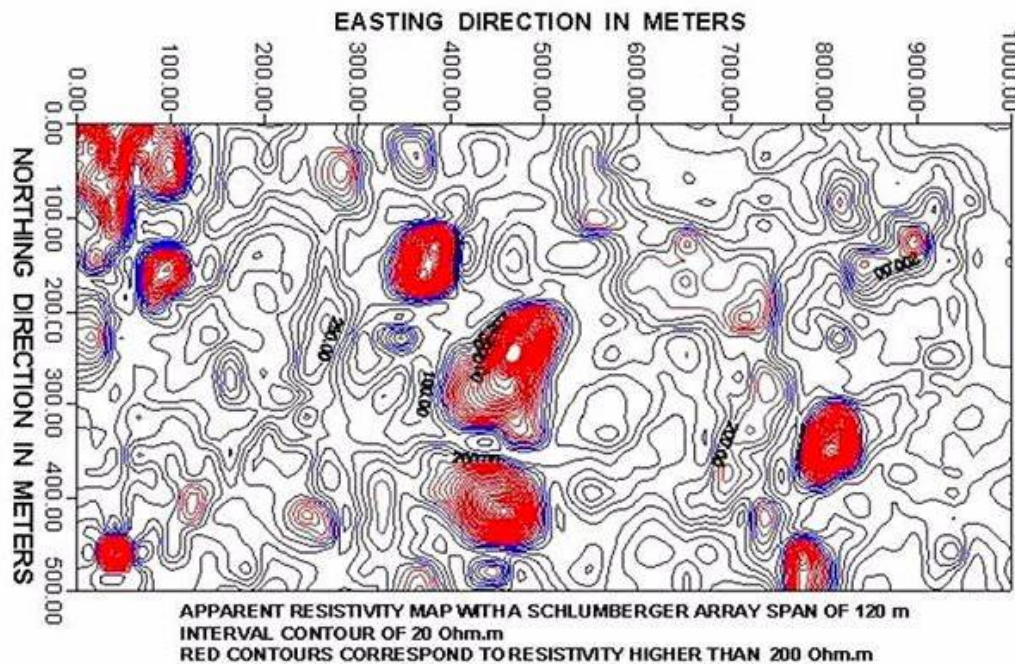 EASTING DIRECTION IN METERS
0.00 100.00 200.00 300.00 400.00 500.00 600.00 700.00 800.00 900.00 1000.00
NORTHING DIRECTION IN METERS
0.00
100.00
200.00
300.00
400.00
500.00
200.00
100.00
200.00
APPARENT RESISTIVITY MAP WITH A SCHLUMBERGER ARRAY SPAN OF 120 m
INTERVAL CONTOUR OF 20 Ohm.m
RED CONTOURS CORRESPOND TO RESISTIVITY HIGHER THAN 200 Ohm.m